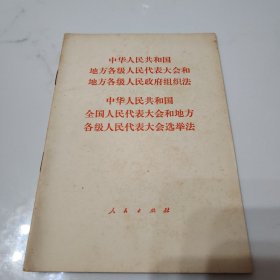 中华人民共和国
地方各级人民代表大会和
地方各级人民政府组织法
中华人民共和国
全国人民代表大会和地方
各级人民代表大会选举法
人民出版社